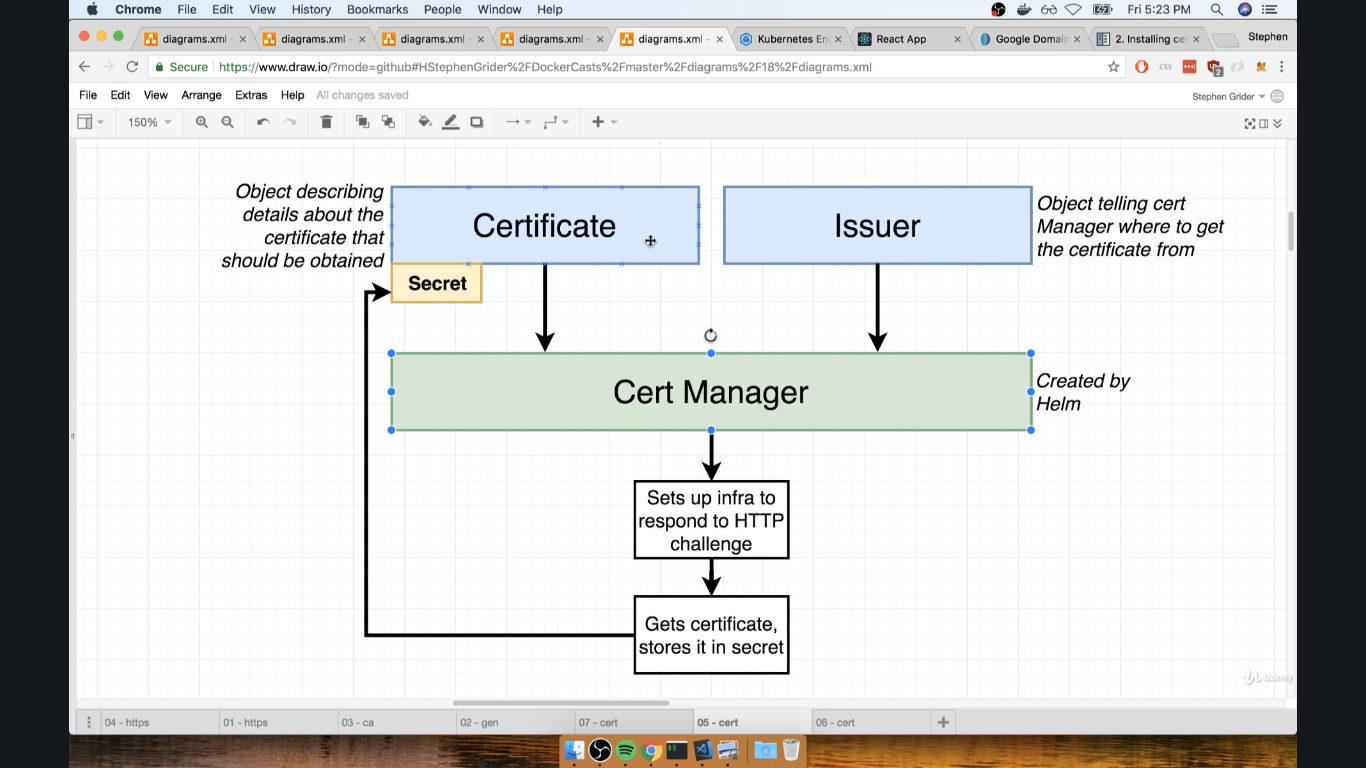 Chrome File Edit View History Bookmarks People Window Help Fri 5:23 PM
diagrams.xml - diagrams.xml - diagrams.xml - diagrams.xml - diagrams.xml - Kubernetes En React App Google Domain 2. Installing cer Stephen
Secure https://www.draw.io/?mode=github#HStephenGrider%2FDockerCasts%2Fmaster%2Fdiagrams%2F18%2Fdiagrams.xml
File Edit View Arrange Extras Help All changes saved Stephen Grider
150%
Object describing
details about the
certificate that
should be obtained
Certificate
Issuer
Object telling cert
Manager where to get
the certificate from
Secret
Cert Manager
Created by
Helm
Sets up infra to
respond to HTTP
challenge
Gets certificate,
stores it in secret
Udemy
04 - https 01 - https 03 - ca 02 - gen 07 - cert 05 - cert 06 - cert